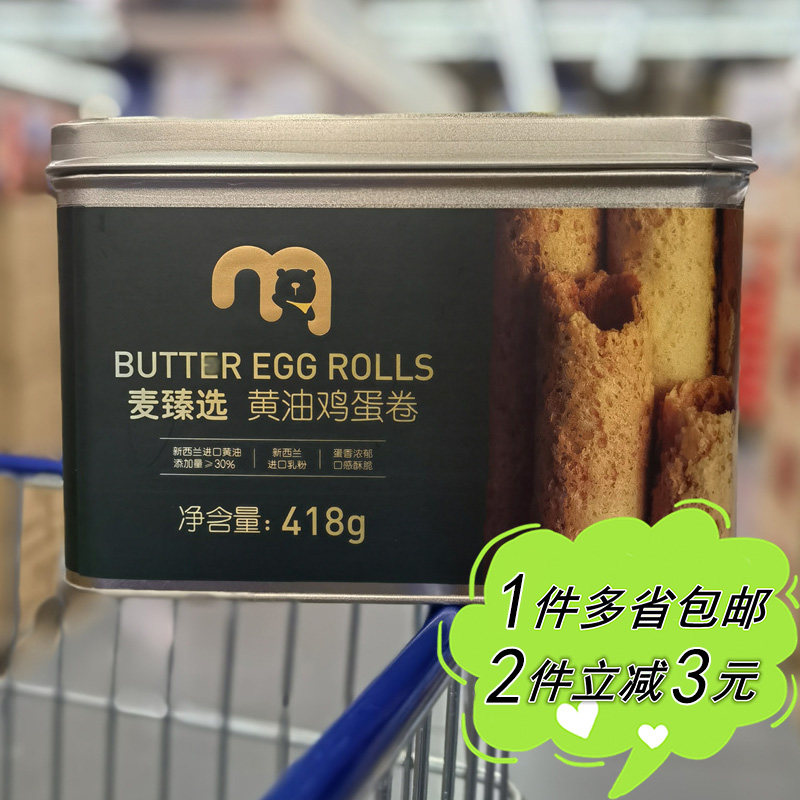 BUTTER EGG ROLLS
麦臻选 黄油鸡蛋卷
新西兰进口黄油
添加量≥30%
新西兰
进口乳粉
蛋香浓郁
口感酥脆
净含量：418g
1件多省包邮
2件立减3元